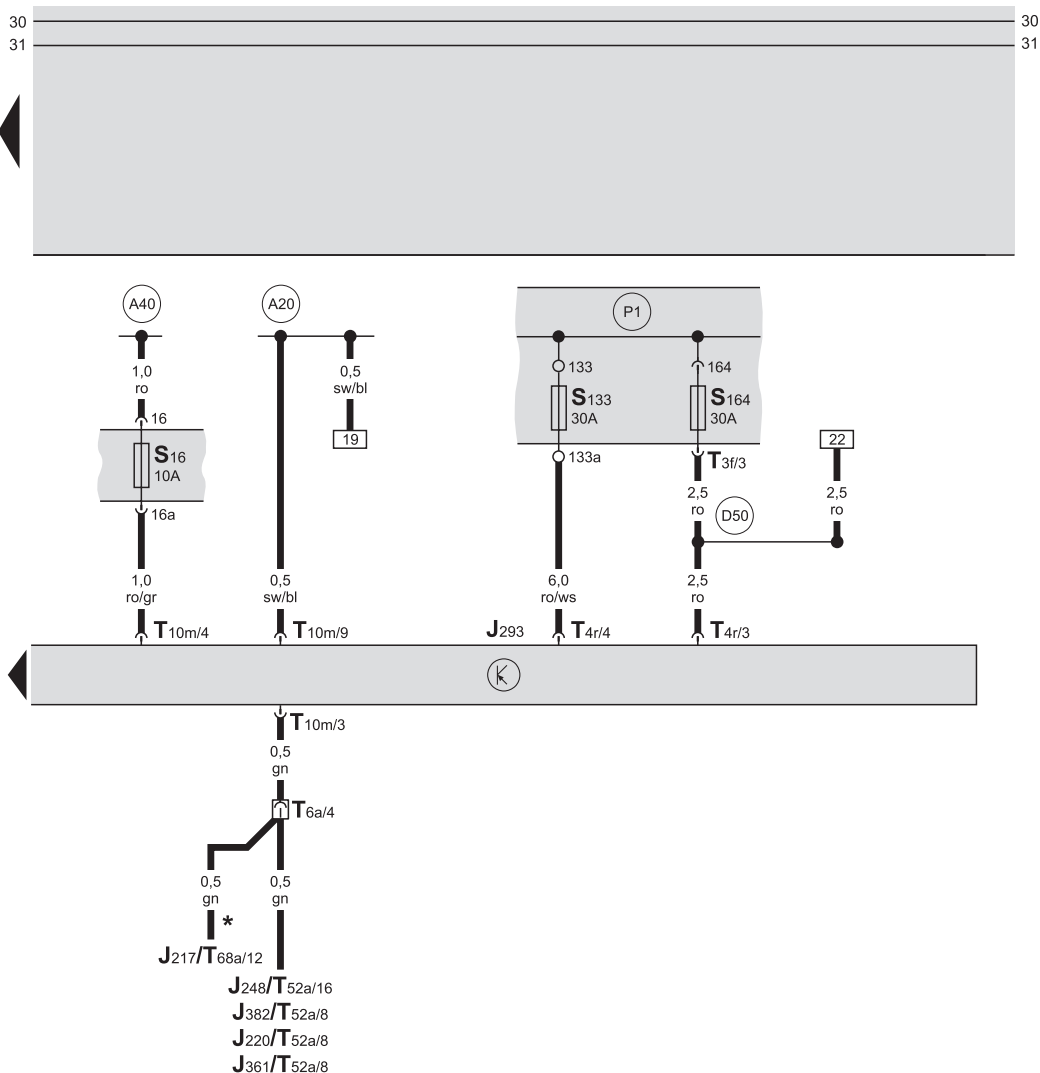 30 30
31 31
A40 A20 P1
1,0 0,5 133 164
ro sw/bl S133 S164
16 30A 30A
S16 19 22
10A 133a T3f/3
16a 2,5 2,5
ro D50 ro
1,0 0,5 6,0 2,5
ro/gr sw/bl ro/ws ro
T10m/4 T10m/9 J293 T4r/4 T4r/3
T10m/3
0,5
gn
T6a/4
0,5 0,5
gn gn
*
J217/T68a/12
J248/T52a/16
J382/T52a/8
J220/T52a/8
J361/T52a/8